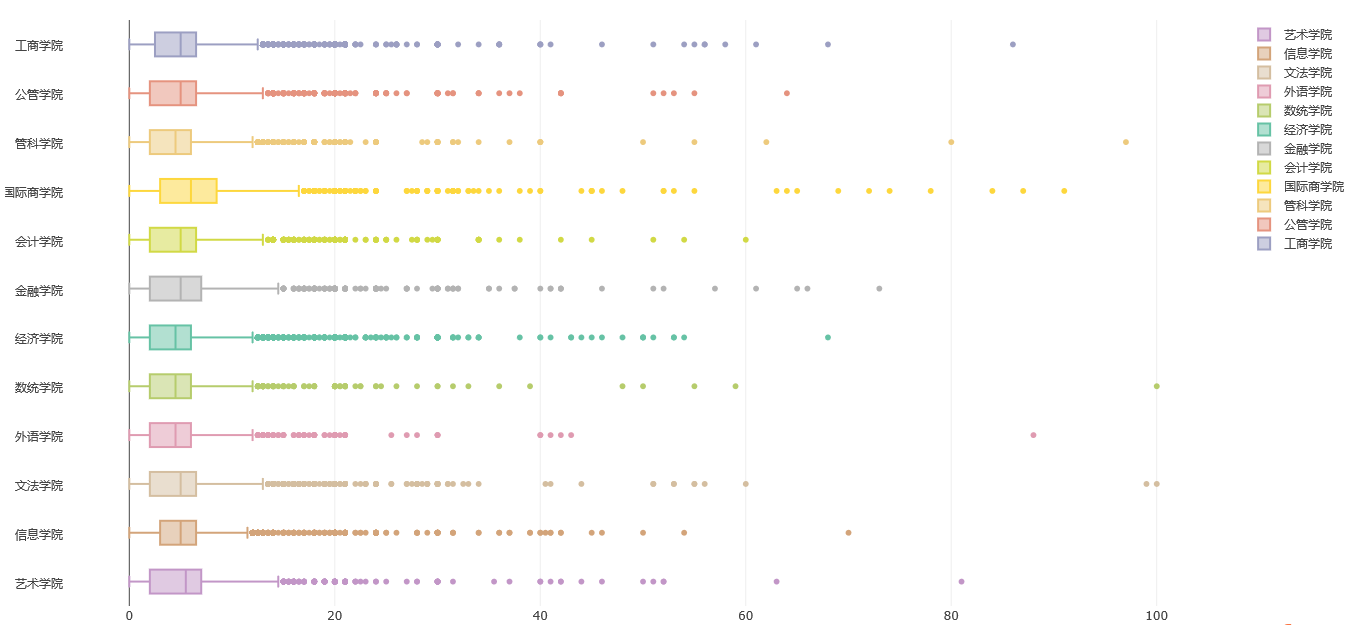 工商学院
公管学院
管科学院
国际商学院
会计学院
金融学院
经济学院
数统学院
外语学院
文法学院
信息学院
艺术学院
0 20 40 60 80 100
艺术学院
信息学院
文法学院
外语学院
数统学院
经济学院
金融学院
会计学院
国际商学院
管科学院
公管学院
工商学院